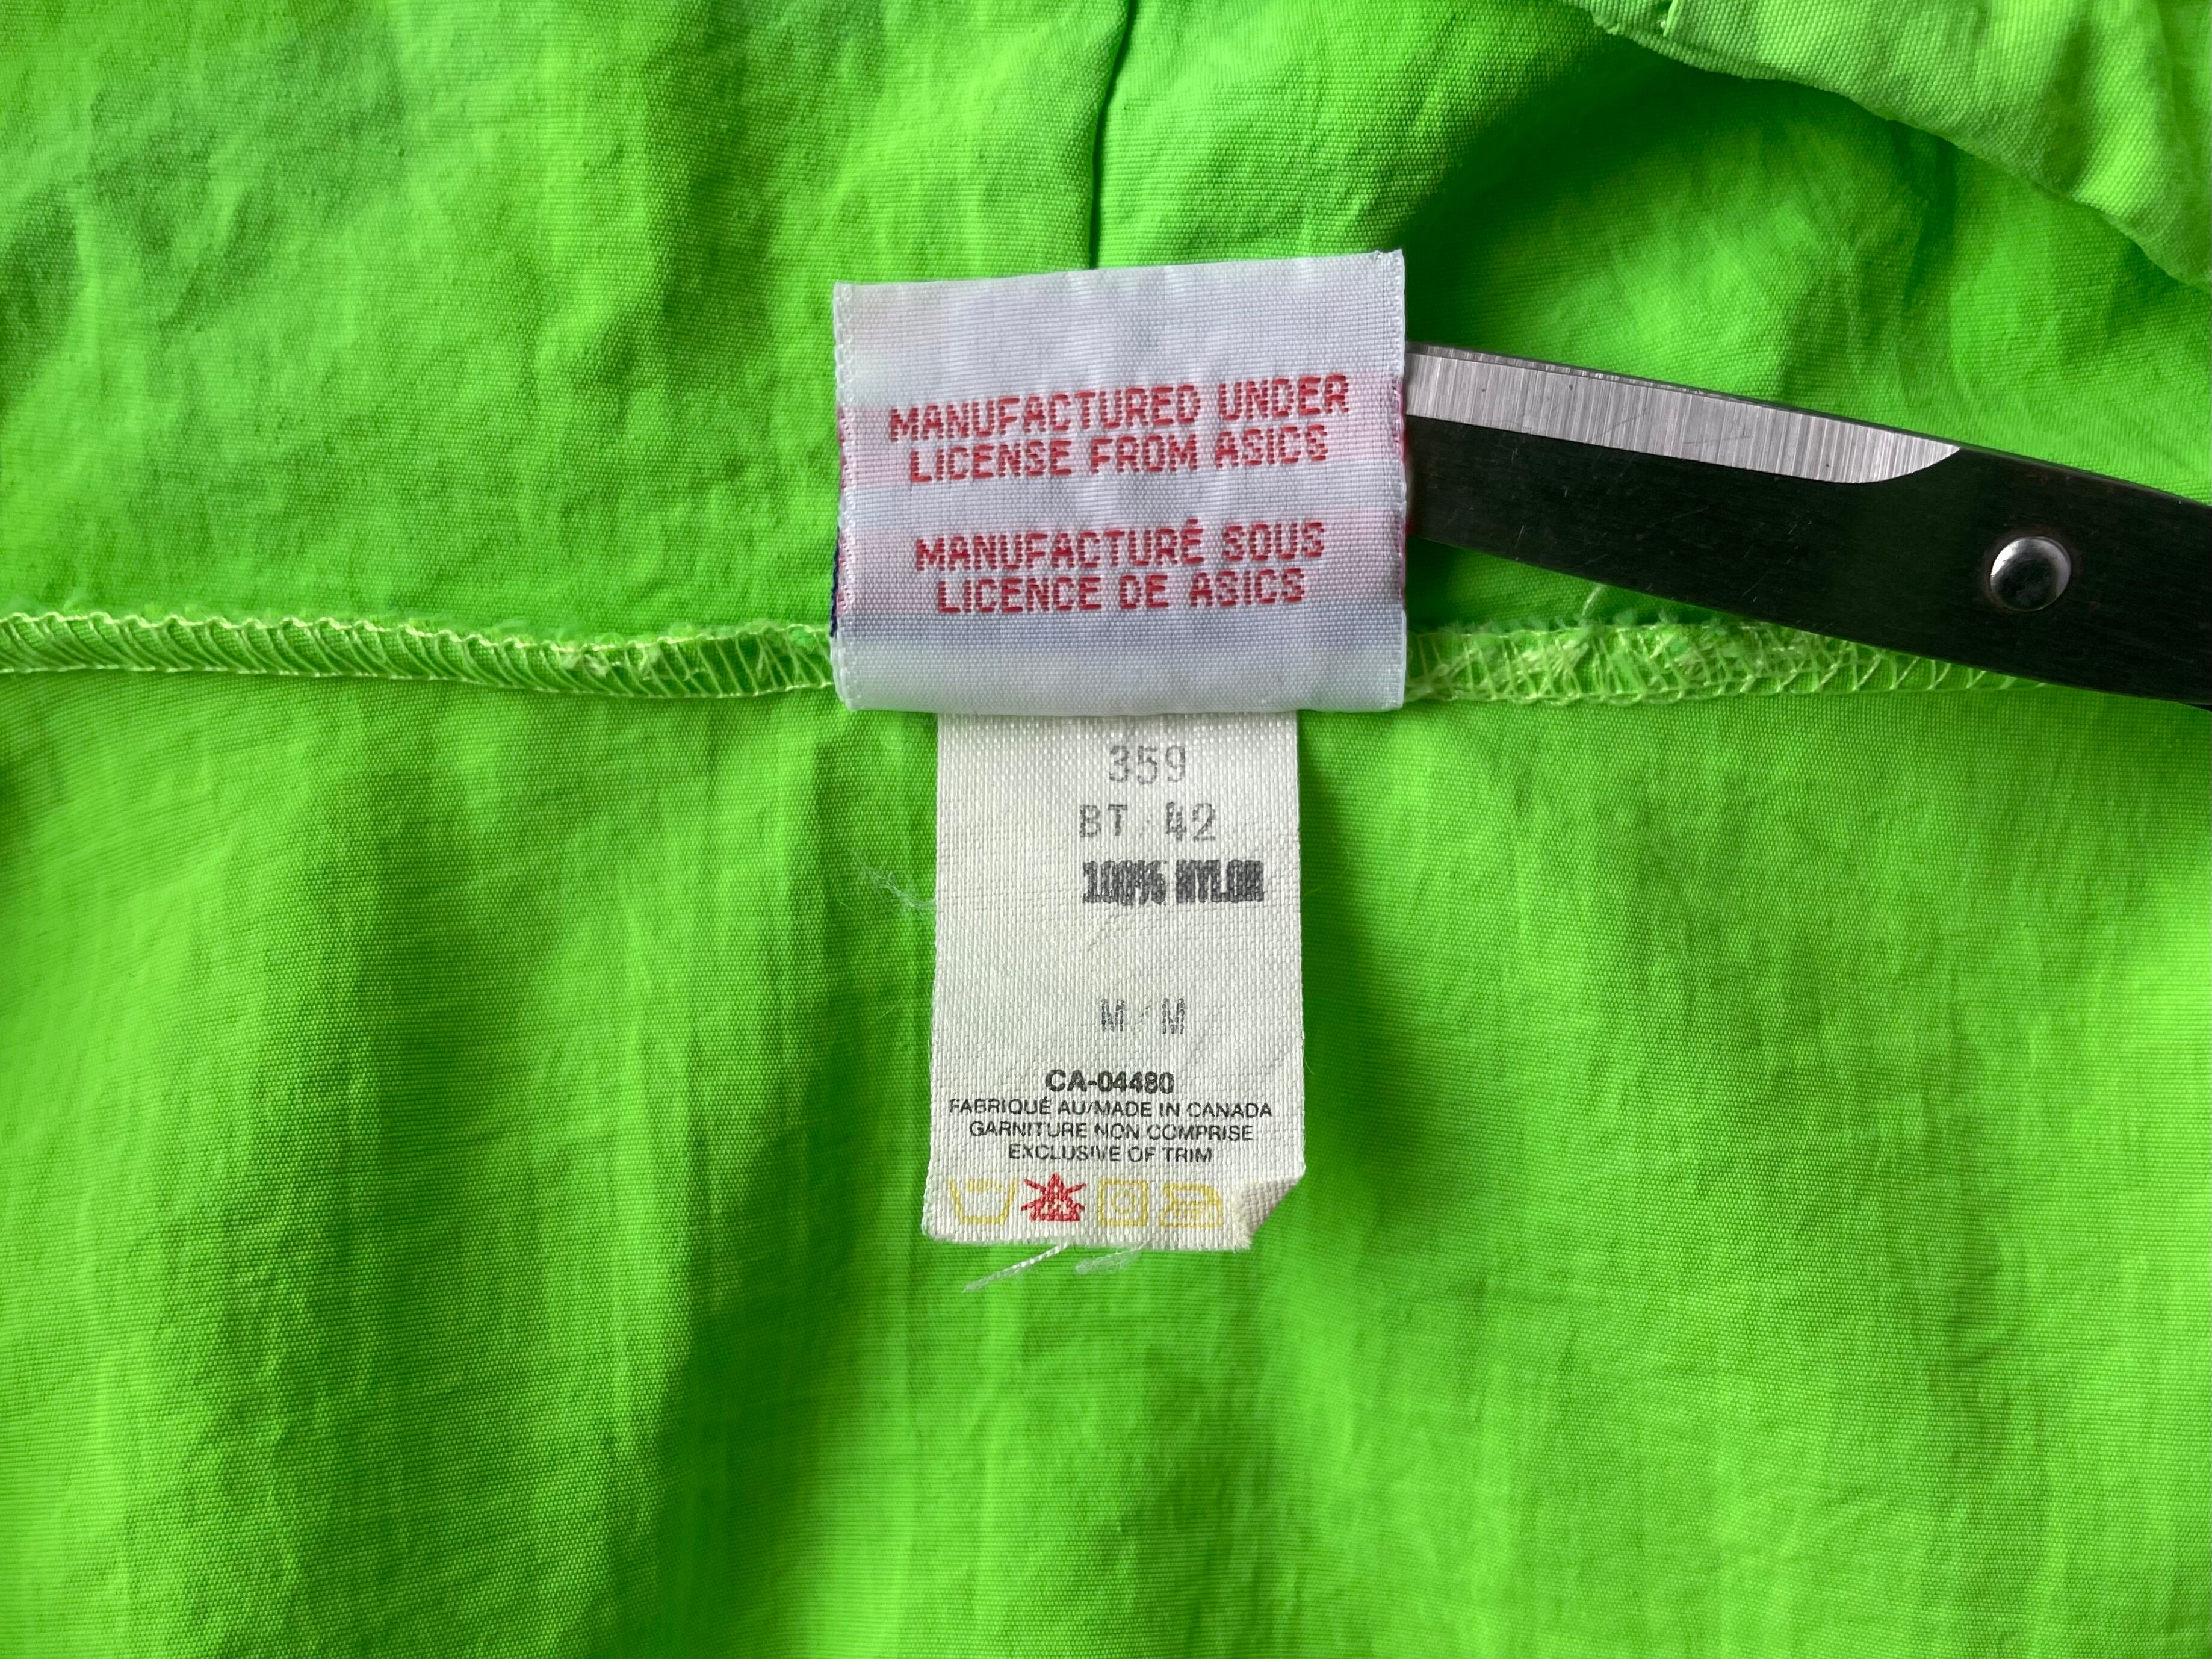 MANUFACTURED UNDER
LICENSE FROM ASICS
MANUFACTURÉ SOUS
LICENCE DE ASICS
359
BT 42
100% NYLON
M/M
CA-04480
FABRIQUÉ AU/MADE IN CANADA
GARNITURE NON COMPRISE
EXCLUSIVE OF TRIM